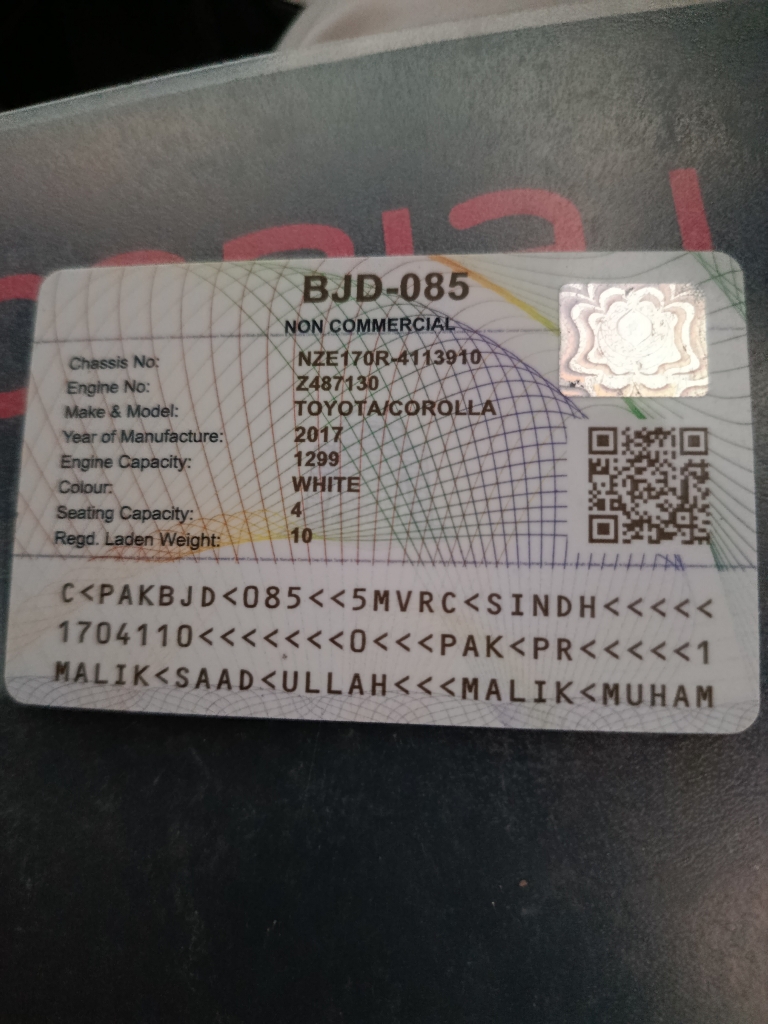 BJD-085
NON COMMERCIAL
Chassis No: NZE170R-4113910
Engine No: Z487130
Make & Model: TOYOTA/COROLLA
Year of Manufacture: 2017
Engine Capacity: 1299
Colour: WHITE
Seating Capacity: 4
Regd. Laden Weight: 10
C<PAKBJD<085<<5MVRC<SINDH<<<<<
1704110<<<<<<<0<<<PAK<PR<<<<<1
MALIK<SAAD<ULLAH<<<MALIK<MUHAM